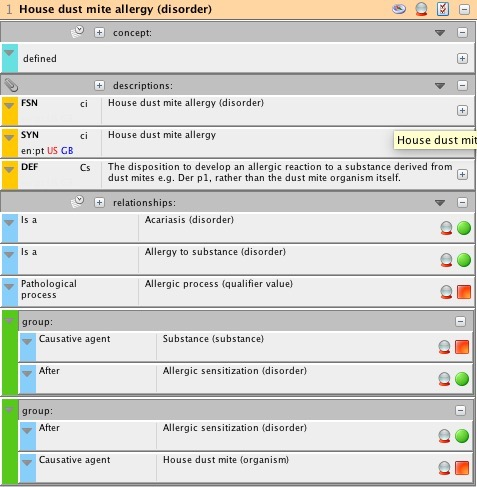 1 House dust mite allergy (disorder)
concept:
defined
descriptions:
FSN ci House dust mite allergy (disorder)
SYN ci House dust mite allergy
en:pt US GB
House dust mit
DEF Cs The disposition to develop an allergic reaction to a substance derived from
dust mites e.g. Der p1, rather than the dust mite organism itself.
relationships:
Is a Acariasis (disorder)
Is a Allergy to substance (disorder)
Pathological Allergic process (qualifier value)
process
group:
Causative agent Substance (substance)
After Allergic sensitization (disorder)
group:
After Allergic sensitization (disorder)
Causative agent House dust mite (organism)